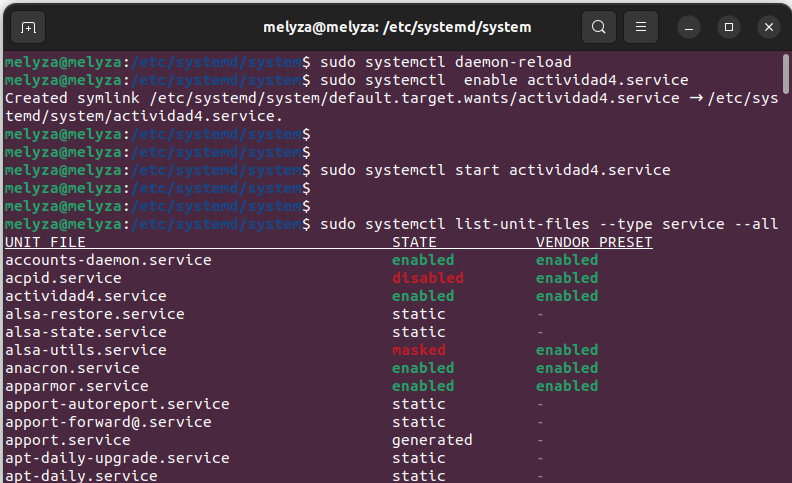 melyza@melyza: /etc/systemd/system
melyza@melyza:/etc/systemd/system$ sudo systemctl daemon-reload
melyza@melyza:/etc/systemd/system$ sudo systemctl  enable actividad4.service
Created symlink /etc/systemd/system/default.target.wants/actividad4.service → /etc/sys
temd/system/actividad4.service.
melyza@melyza:/etc/systemd/system$
melyza@melyza:/etc/systemd/system$
melyza@melyza:/etc/systemd/system$ sudo systemctl start actividad4.service
melyza@melyza:/etc/systemd/system$
melyza@melyza:/etc/systemd/system$
melyza@melyza:/etc/systemd/system$ sudo systemctl list-unit-files --type service --all
UNIT FILE STATE VENDOR PRESET
accounts-daemon.service enabled enabled
acpid.service disabled enabled
actividad4.service enabled enabled
alsa-restore.service static -
alsa-state.service static -
alsa-utils.service masked enabled
anacron.service enabled enabled
apparmor.service enabled enabled
apport-autoreport.service static -
apport-forward@.service static -
apport.service generated -
apt-daily-upgrade.service static -
apt-daily.service static -